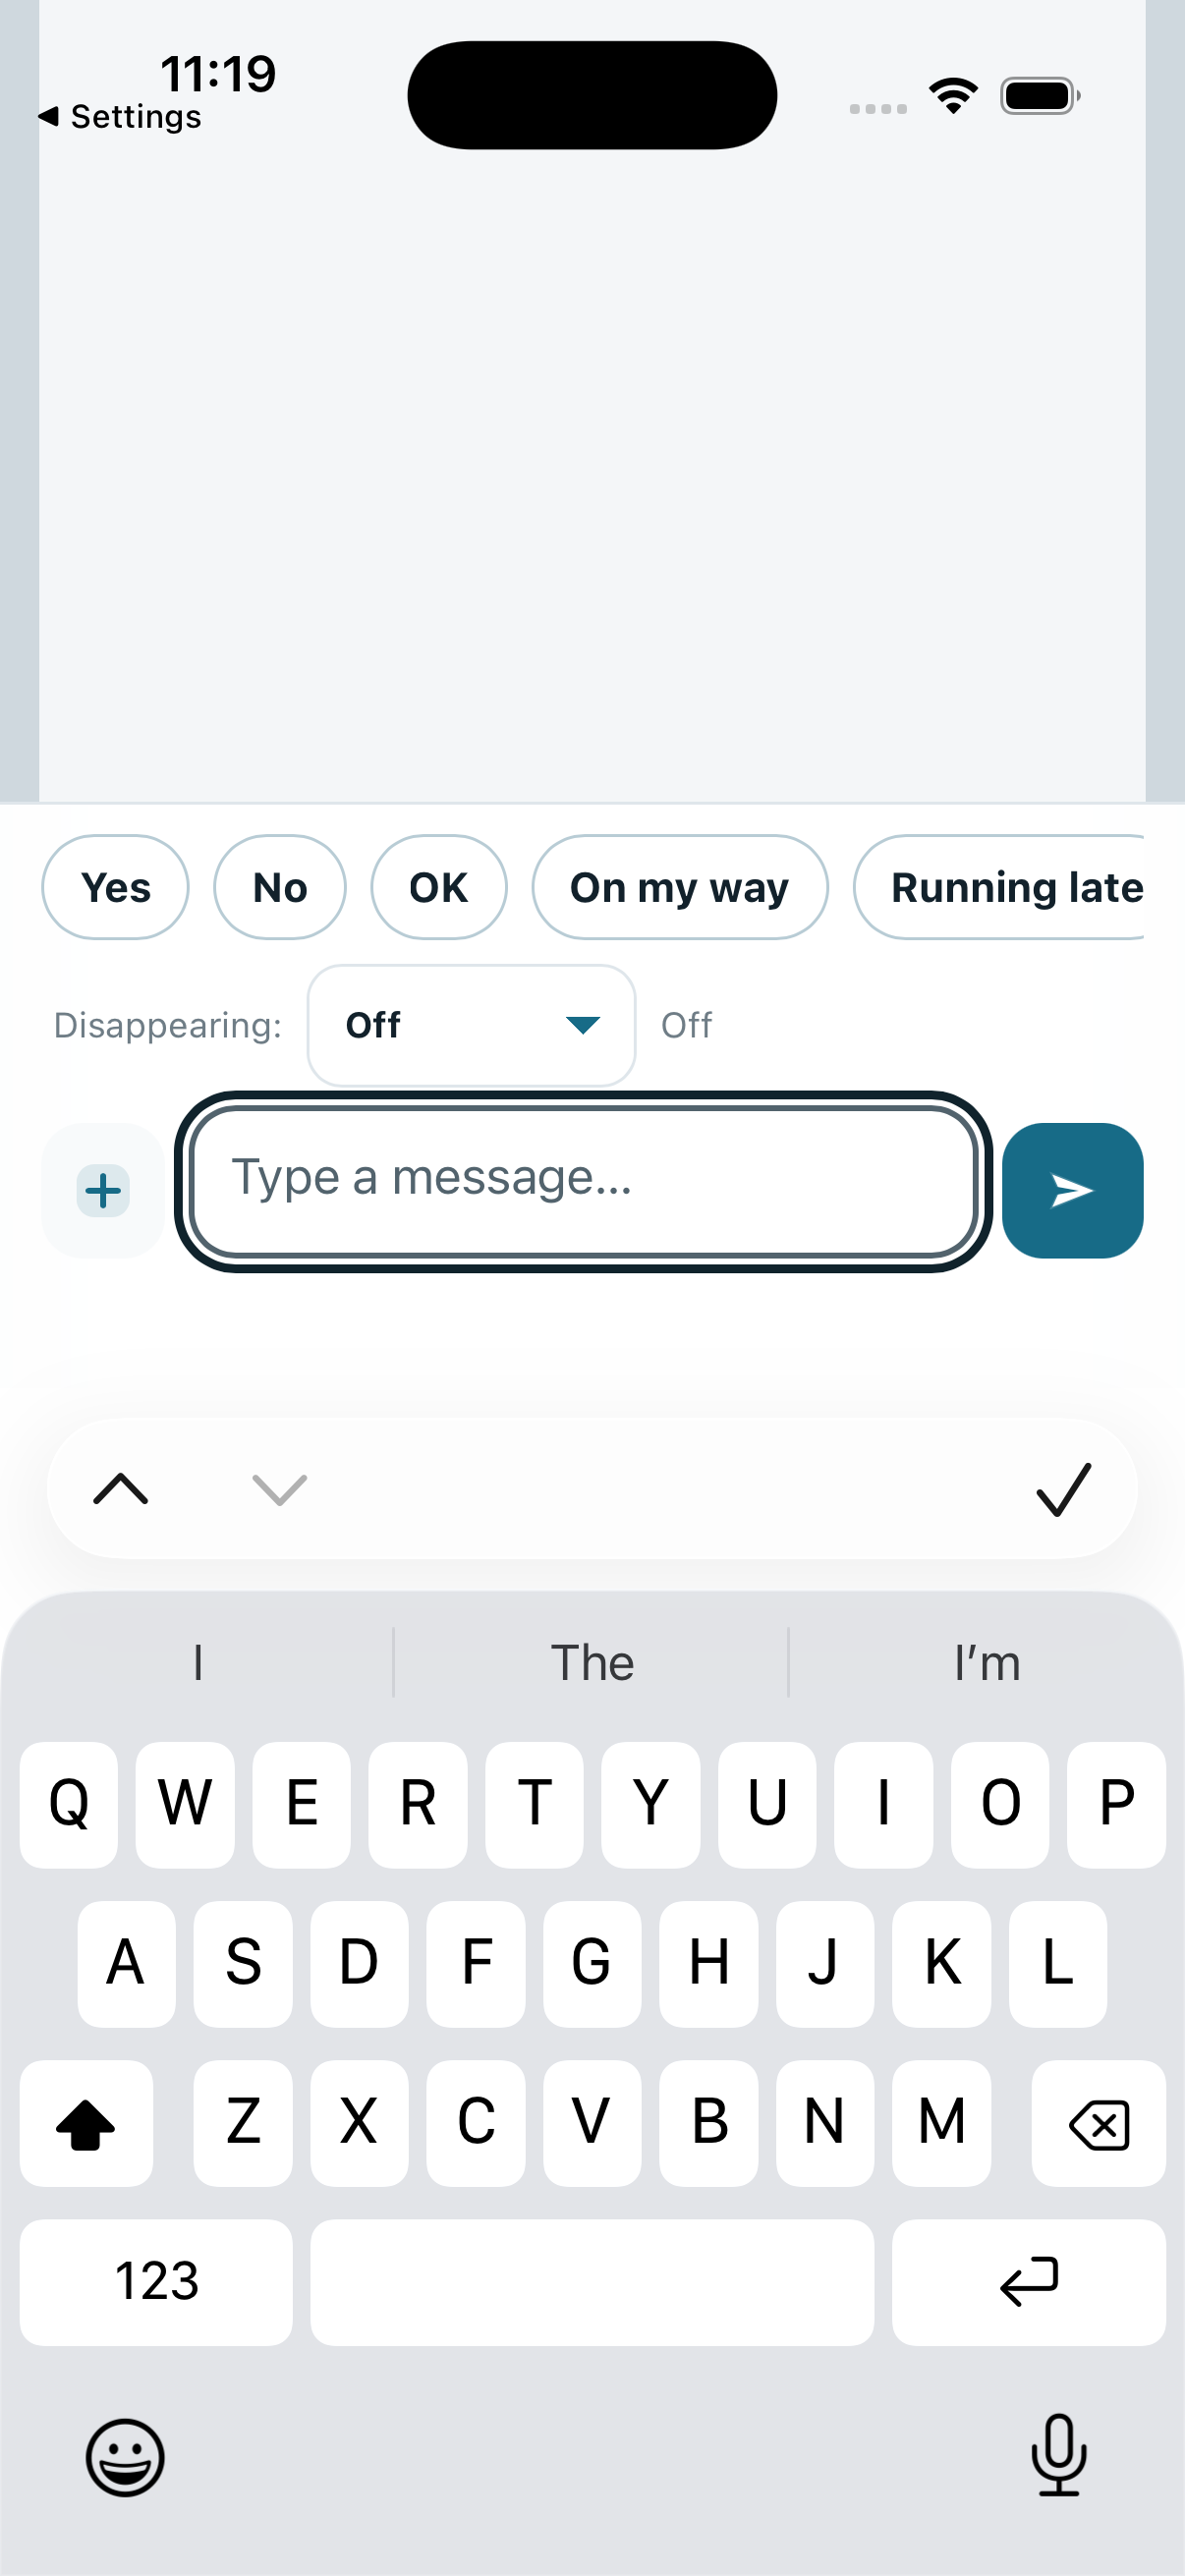 11:19
Settings
Yes No OK On my way Running late
Disappearing: Off Off
Type a message...
I The I’m
Q W E R T Y U I O P
A S D F G H J K L
Z X C V B N M
123